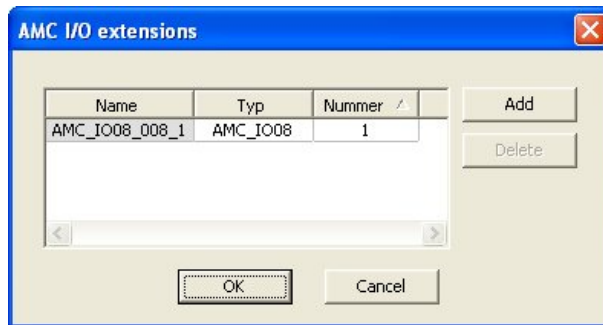 AMC I/O extensions
Name Typ Nummer
Add
AMC_IO08_008_1 AMC_IO08 1
Delete
OK Cancel